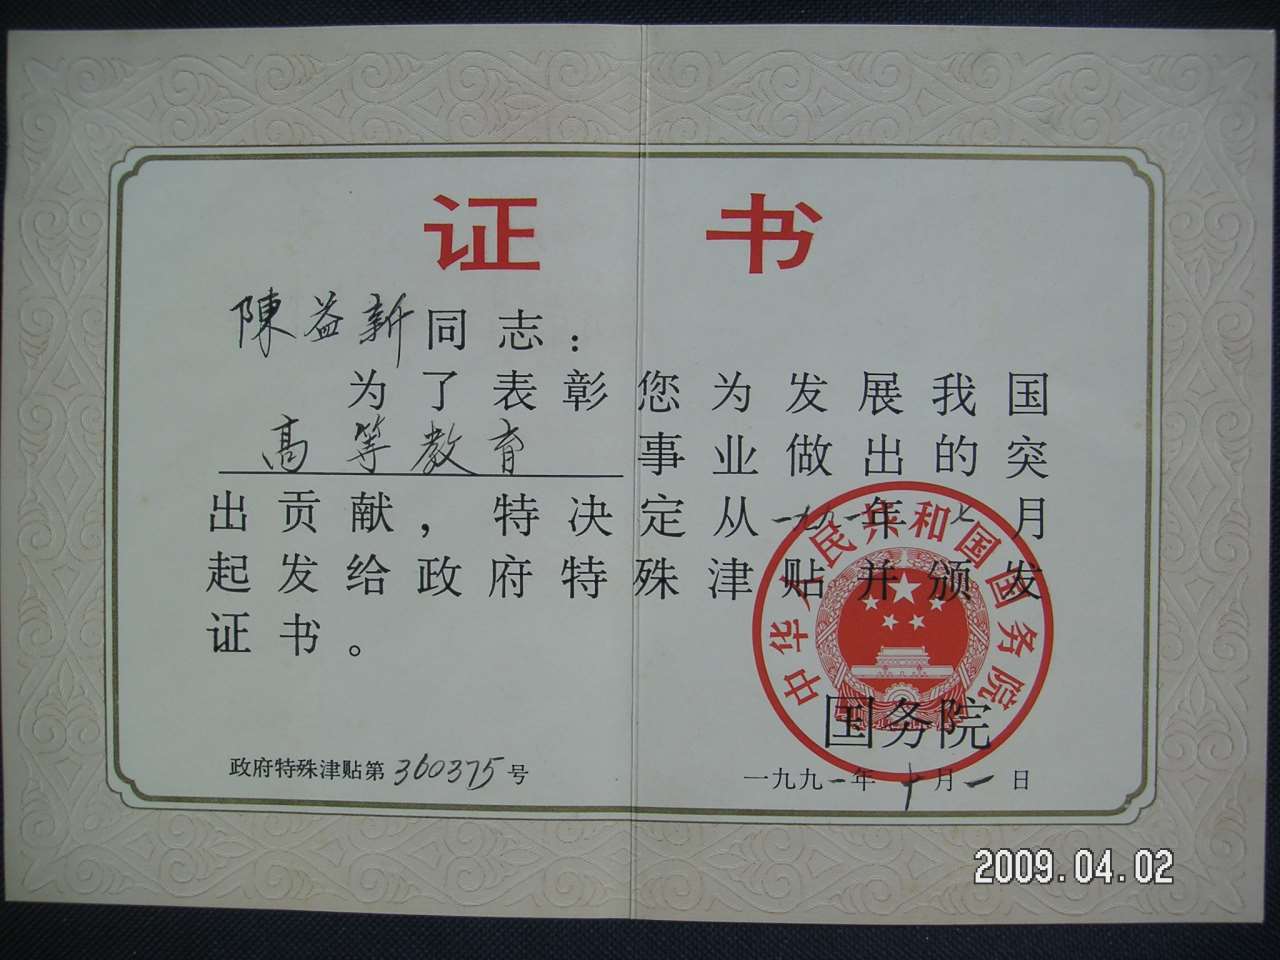 证书
陳益新同志：
为了表彰您为发展我国
高等教育事业做出的突
出贡献，特决定从一九九一年七月
起发给政府特殊津贴并颁发
证书。
中华人民共和国国务院
国务院
政府特殊津贴第360375号
一九九一年十月一日
2009.04.02